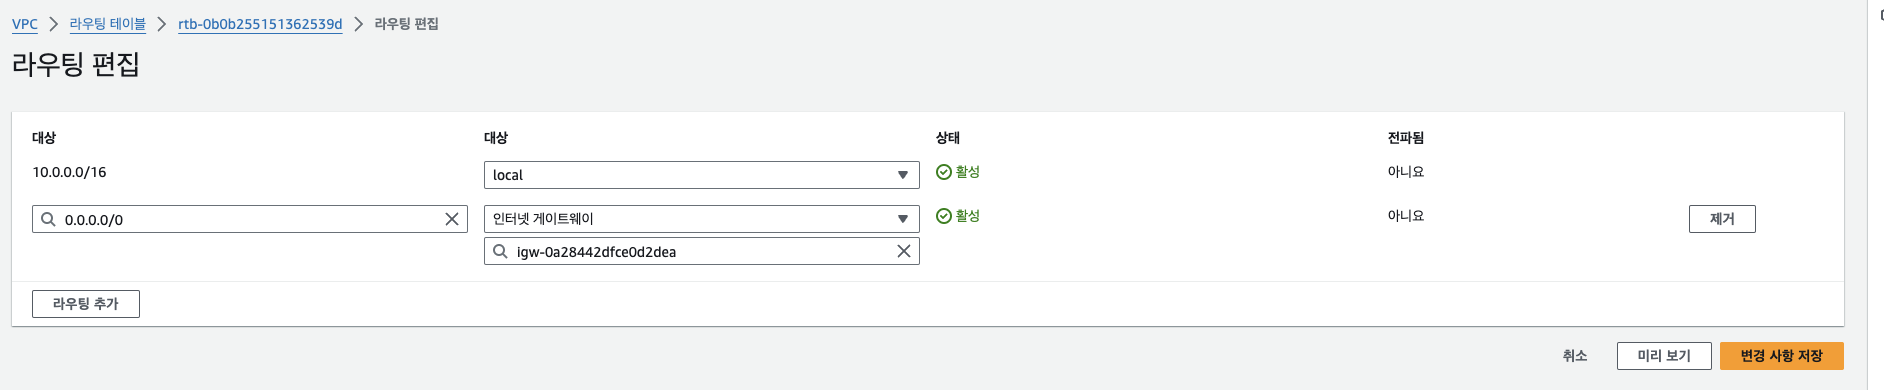 VPC > 라우팅 테이블 > rtb-0b0b255151362539d > 라우팅 편집
라우팅 편집
대상 대상 상태 전파됨
10.0.0.0/16 local 활성 아니요
0.0.0.0/0 인터넷 게이트웨이 활성 아니요 제거
igw-0a28442dfce0d2dea
라우팅 추가
취소 미리 보기 변경 사항 저장